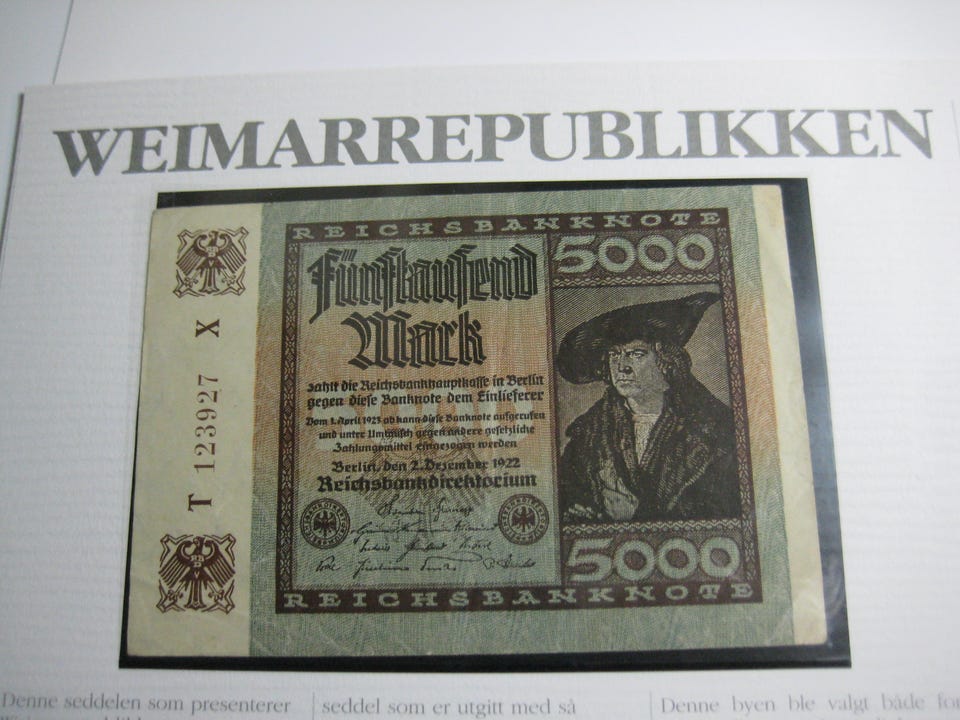 WEIMARREPUBLIKKEN
REICHSBANKNOTE
5000
Fünftausend
Mark
zahlt die Reichsbankhauptkasse in Berlin
gegen diese Banknote dem Einlieferer
Vom 1. April 1923 ab kann diese Banknote aufgerufen
und unter Umtausch gegen andere gesetzliche
Zahlungsmittel eingezogen werden
Berlin, den 2. Dezember 1922
Reichsbankdirektorium
5000
REICHSBANKNOTE
T 123927 X
Denne seddelen som presenterer
seddel som er utgitt med så
Denne byen ble valgt både for